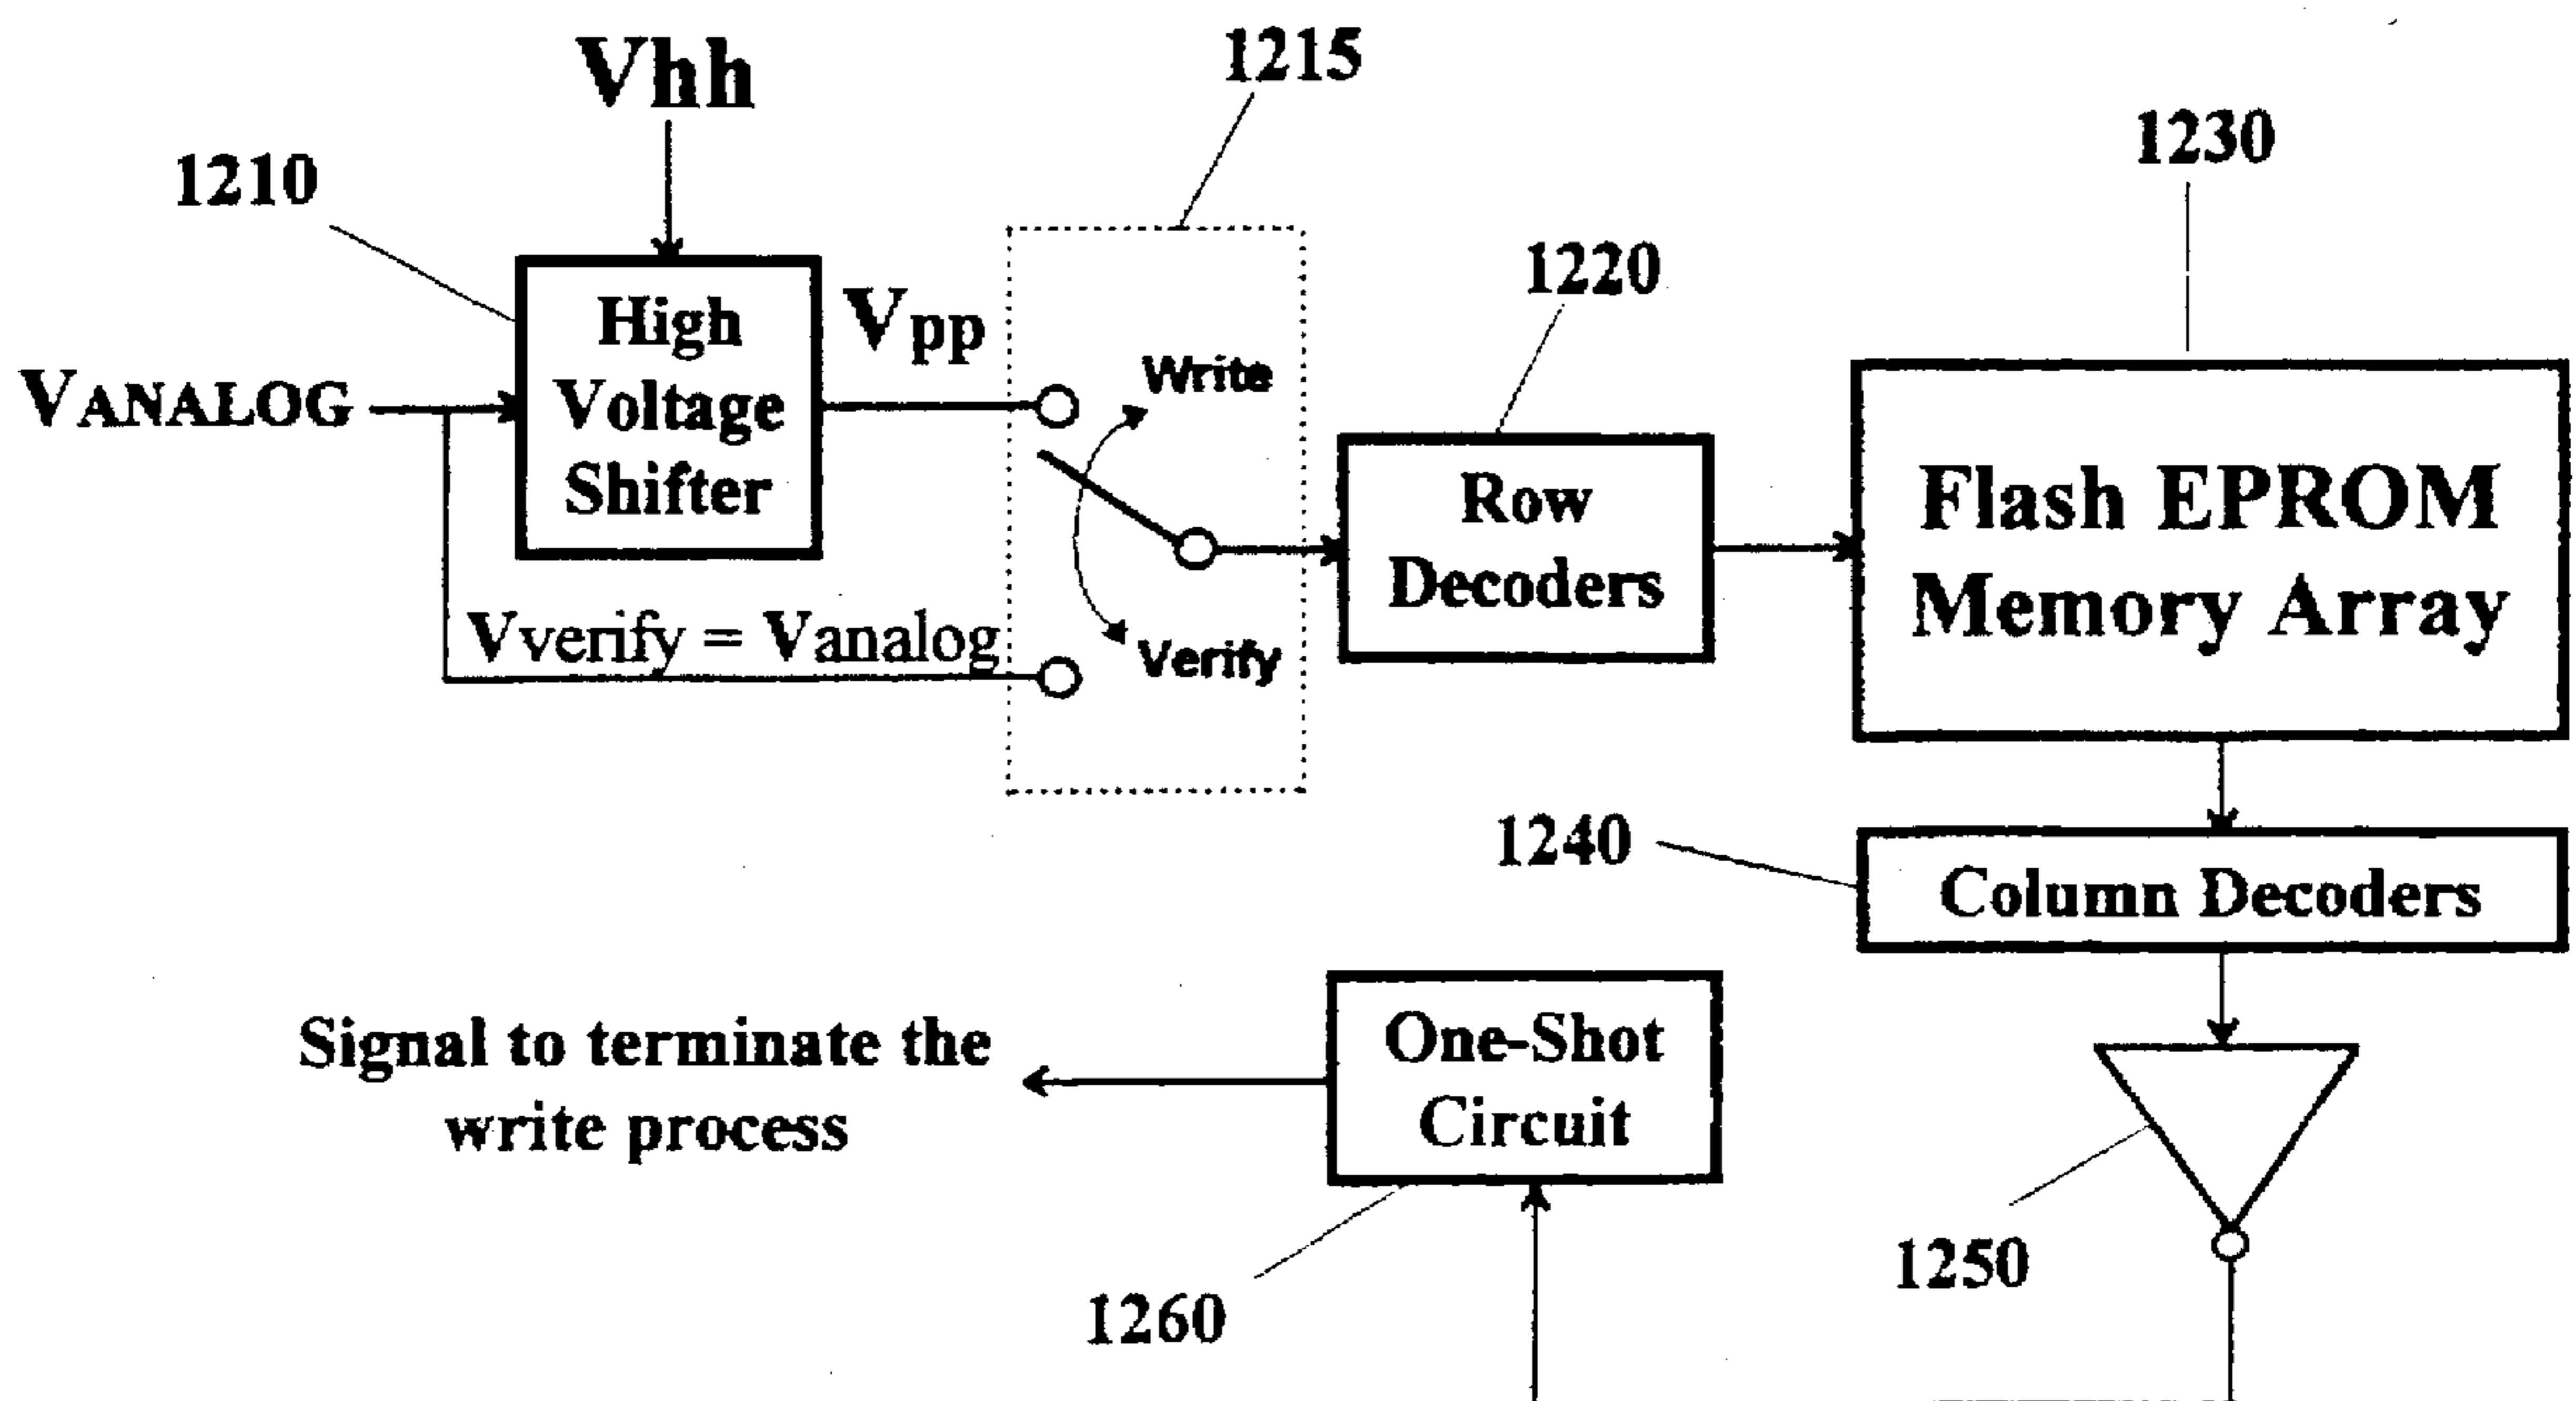 Vhh
1215
1230
1210
1220
High
Voltage
Shifter
Vpp
Write
VANALOG
Row
Decoders
Flash EPROM
Memory Array
Vverify = Vanalog
Verify
1240
Column Decoders
Signal to terminate the
write process
One-Shot
Circuit
1250
1260